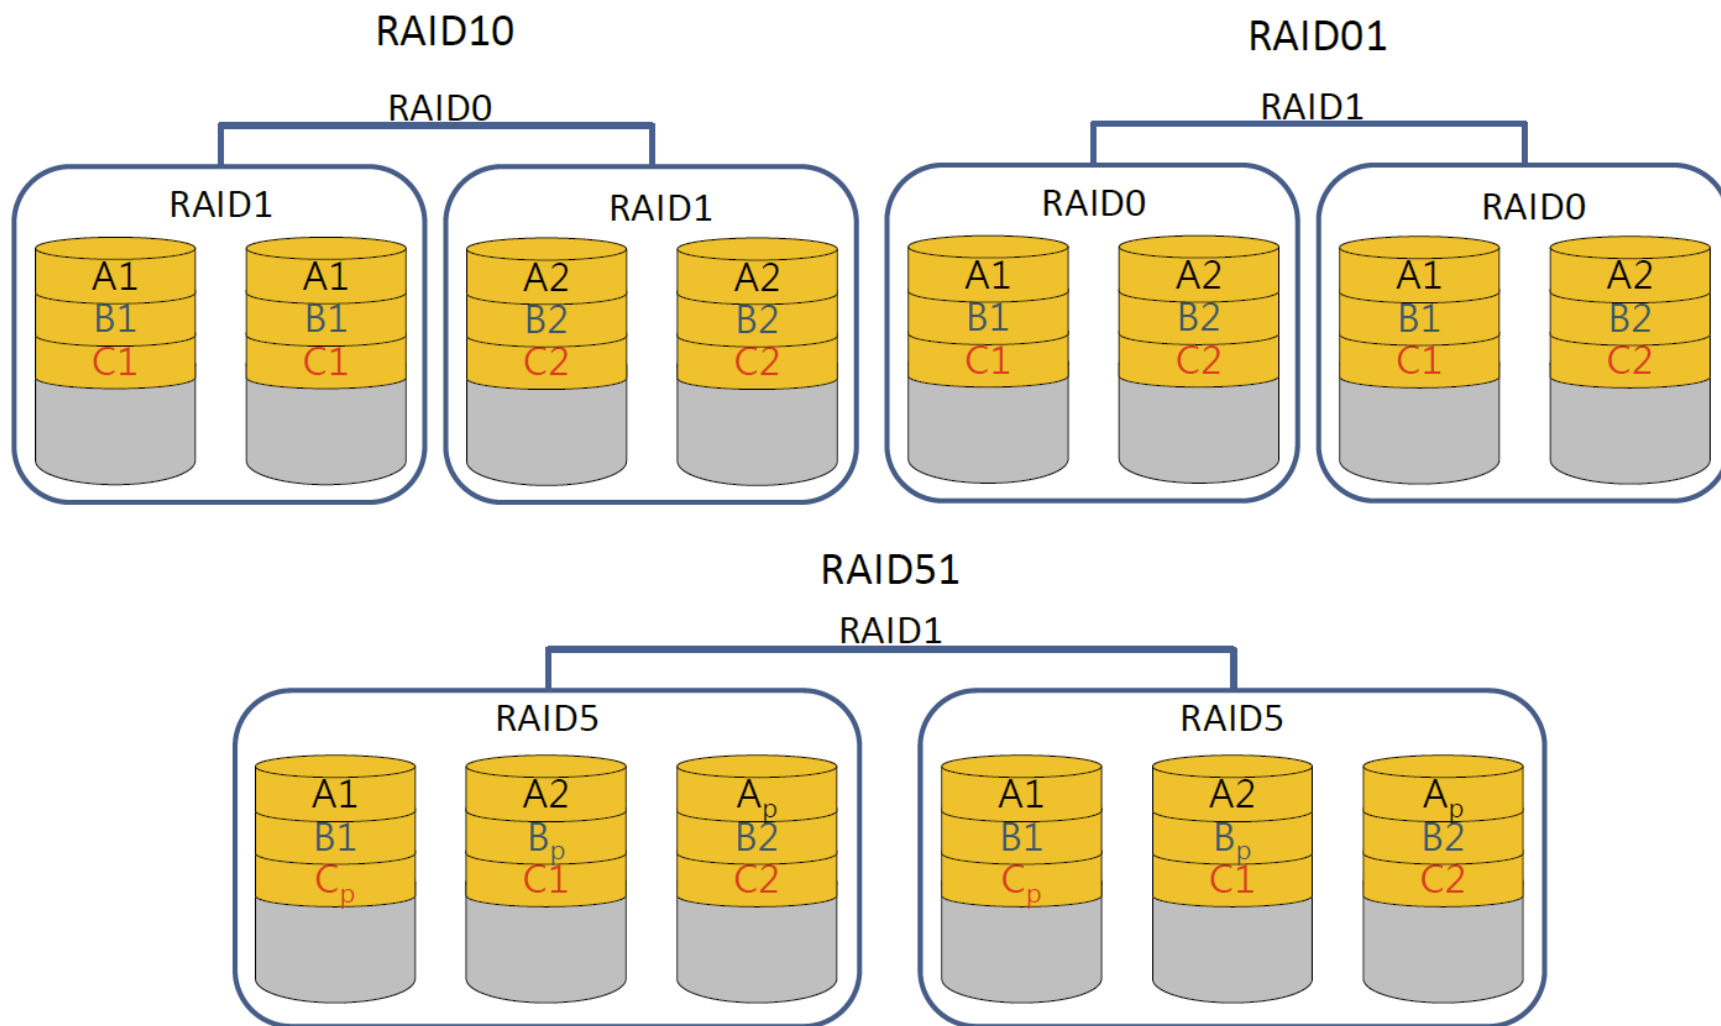 RAID10
RAID0
RAID1
A1
B1
C1
A1
B1
C1
RAID1
A2
B2
C2
A2
B2
C2
RAID01
RAID1
RAID0
A1
B1
C1
A2
B2
C2
RAID0
A1
B1
C1
A2
B2
C2
RAID51
RAID1
RAID5
A1
B1
Cp
A2
Bp
C1
Ap
B2
C2
RAID5
A1
B1
Cp
A2
Bp
C1
Ap
B2
C2